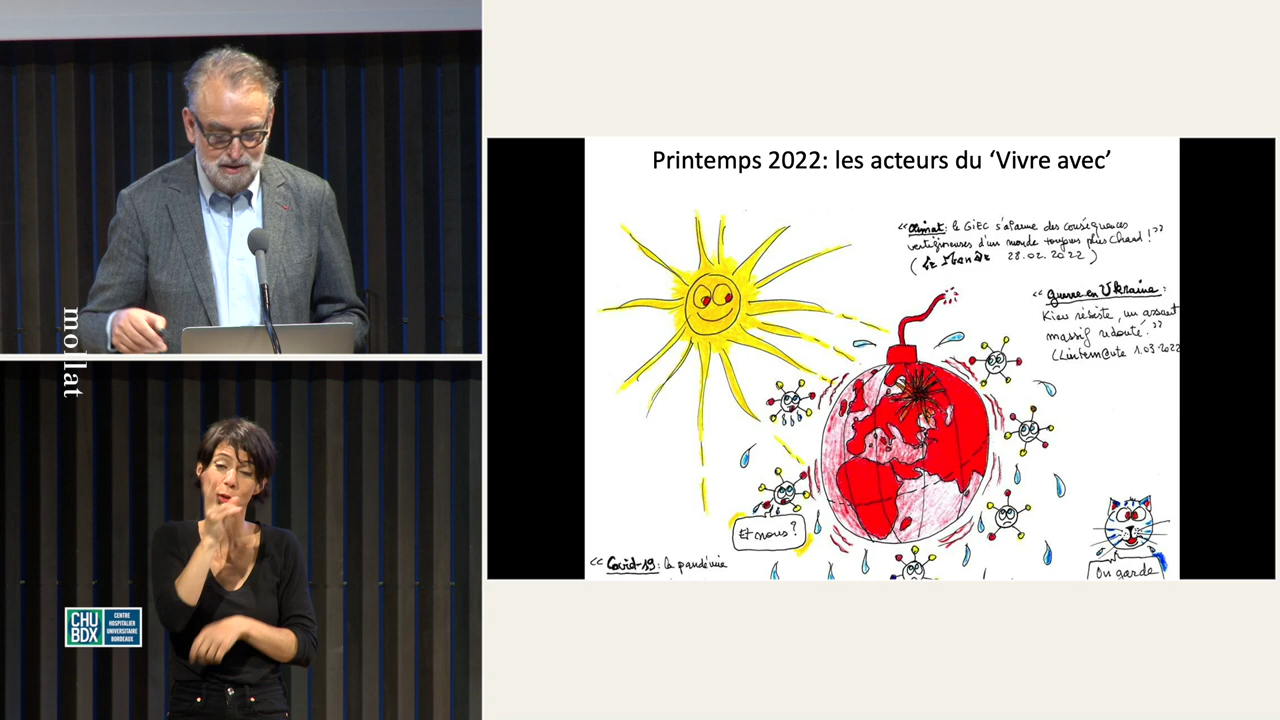 mollat
CHU
BDX
CENTRE
HOSPITALIER
UNIVERSITAIRE
BORDEAUX
Printemps 2022: les acteurs du ‘Vivre avec’
<< Climat: le GIEC s'alarme des conséquences
vertigineuses d'un monde toujours plus chaud ! >>
(Le Monde 28.02.2022)
<< guerre en Ukraine:
Kiev résiste, un assaut
massif redouté. >>
(Lintern@ute 1.03.2022
Et nous?
<< Covid-19: la pandémie
On garde